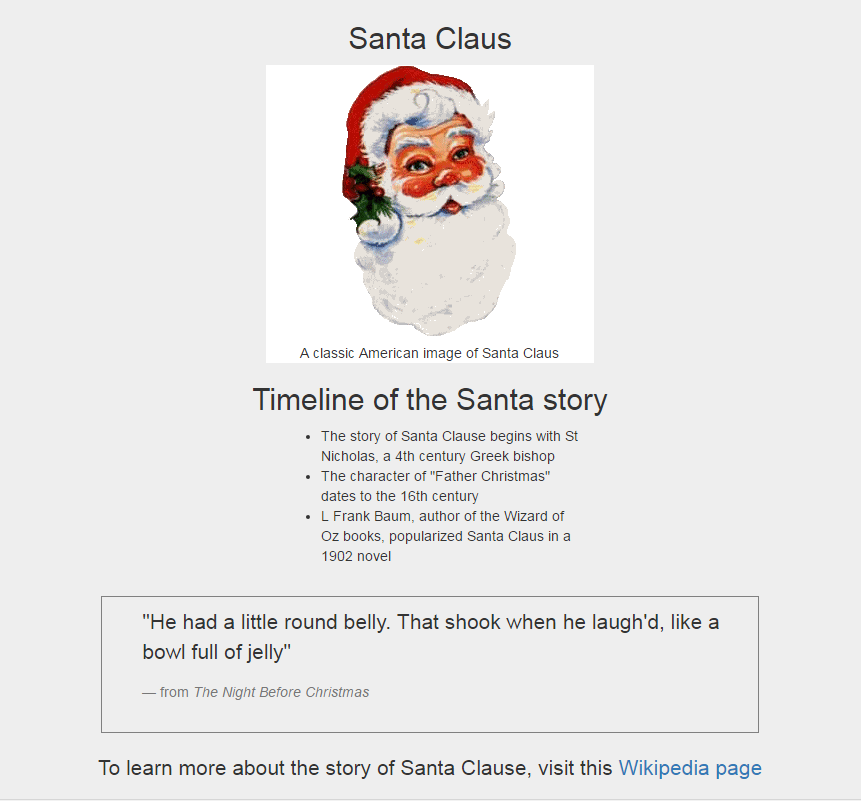 Santa Claus
A classic American image of Santa Claus
Timeline of the Santa story
• The story of Santa Clause begins with St
Nicholas, a 4th century Greek bishop
• The character of "Father Christmas"
dates to the 16th century
• L Frank Baum, author of the Wizard of
Oz books, popularized Santa Claus in a
1902 novel
"He had a little round belly. That shook when he laugh'd, like a
bowl full of jelly"
— from The Night Before Christmas
To learn more about the story of Santa Clause, visit this Wikipedia page